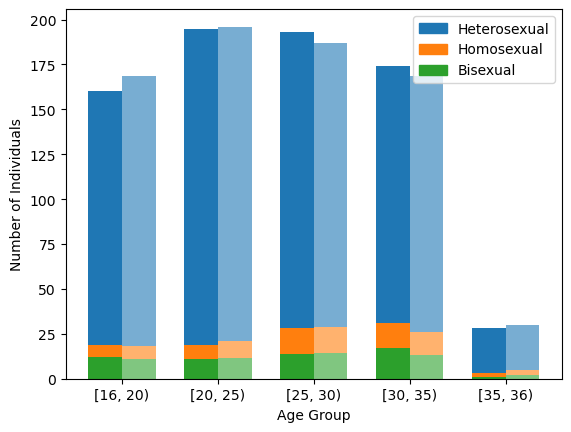 200
175
150
125
100
75
50
25
0
Number of Individuals
Heterosexual
Homosexual
Bisexual
[16, 20)
[20, 25)
[25, 30)
[30, 35)
[35, 36)
Age Group